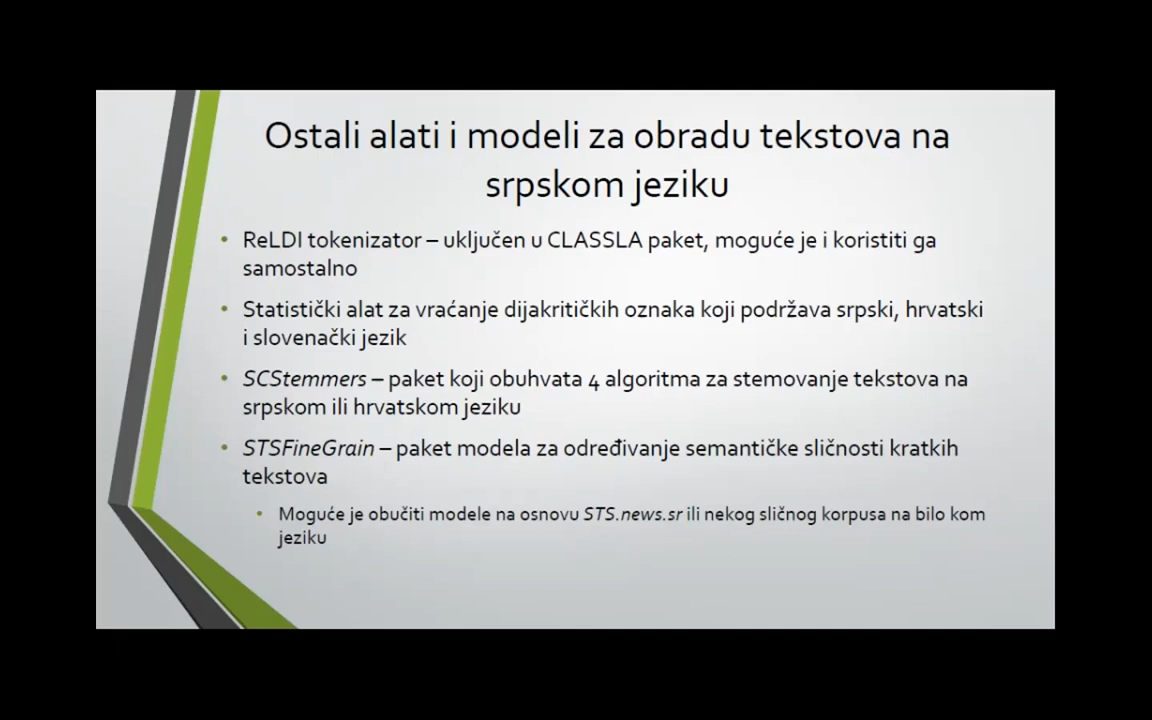 Ostali alati i modeli za obradu tekstova na
srpskom jeziku
• ReLDI tokenizator – uključen u CLASSLA paket, moguće je i koristiti ga
samostalno
• Statistički alat za vraćanje dijakritičkih oznaka koji podržava srpski, hrvatski
i slovenački jezik
• SCStemmers – paket koji obuhvata 4 algoritma za stemovanje tekstova na
srpskom ili hrvatskom jeziku
• STSFineGrain – paket modela za određivanje semantičke sličnosti kratkih
tekstova
• Moguće je obučiti modele na osnovu STS.news.sr ili nekog sličnog korpusa na bilo kom
jeziku